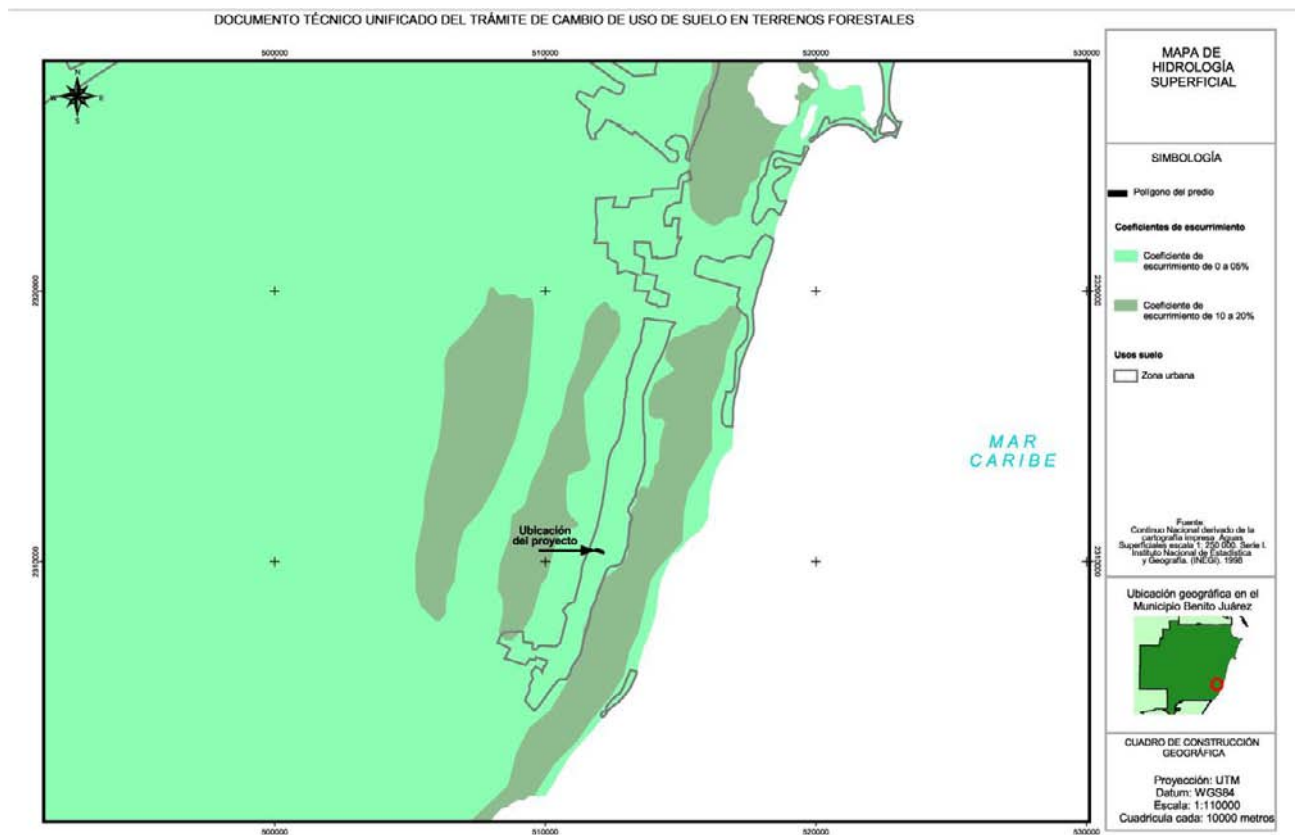 DOCUMENTO TÉCNICO UNIFICADO DEL TRÁMITE DE CAMBIO DE USO DE SUELO EN TERRENOS FORESTALES
500000
510000
520000
530000
N
W
E
S
2320000
2320000
Ubicación
del proyecto
2310000
2310000
MAR
CARIBE
500000
510000
520000
530000
MAPA DE
HIDROLOGÍA
SUPERFICIAL
SIMBOLOGÍA
Polígono del predio
Coeficientes de escurrimiento
Coeficiente de
escurrimiento de 0 a 05%
Coeficiente de
escurrimiento de 10 a 20%
Usos suelo
Zona urbana
Fuente
Continuo Nacional derivado de la
cartografía impresa Aguas
Superficiales escala 1: 250 000. Serie I.
Instituto Nacional de Estadística
y Geografía. (INEGI). 1998
Ubicación geográfica en el
Municipio Benito Juárez
CUADRO DE CONSTRUCCIÓN
GEOGRÁFICA
Proyección: UTM
Datum: WGS84
Escala: 1:110000
Cuadrícula cada: 10000 metros